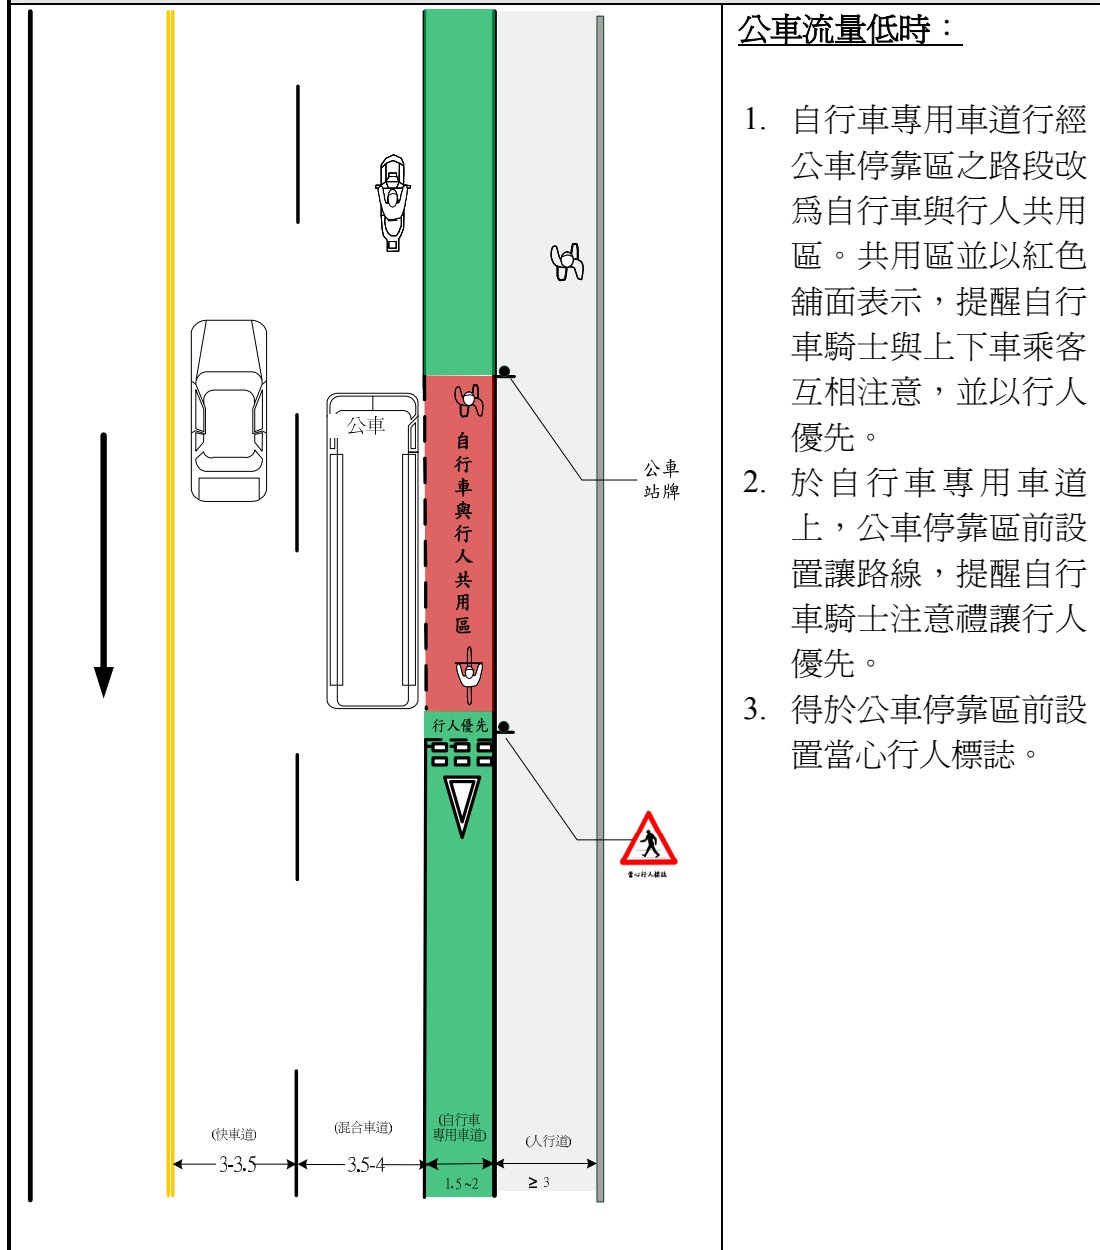 公車流量低時：
1. 自行車專用車道行經
公車停靠區之路段改
為自行車與行人共用
區。共用區並以紅色
舖面表示，提醒自行
車騎士與上下車乘客
互相注意，並以行人
優先。
2. 於自行車專用車道
上，公車停靠區前設
置讓路線，提醒自行
車騎士注意禮讓行人
優先。
3. 得於公車停靠區前設
置當心行人標誌。
公車
自行車與行人共用區
公車
站牌
行人優先
當心行人標誌
(快車道)
(混合車道)
(自行車
專用車道)
(人行道)
3-3.5
3.5-4
1.5~2
≥ 3